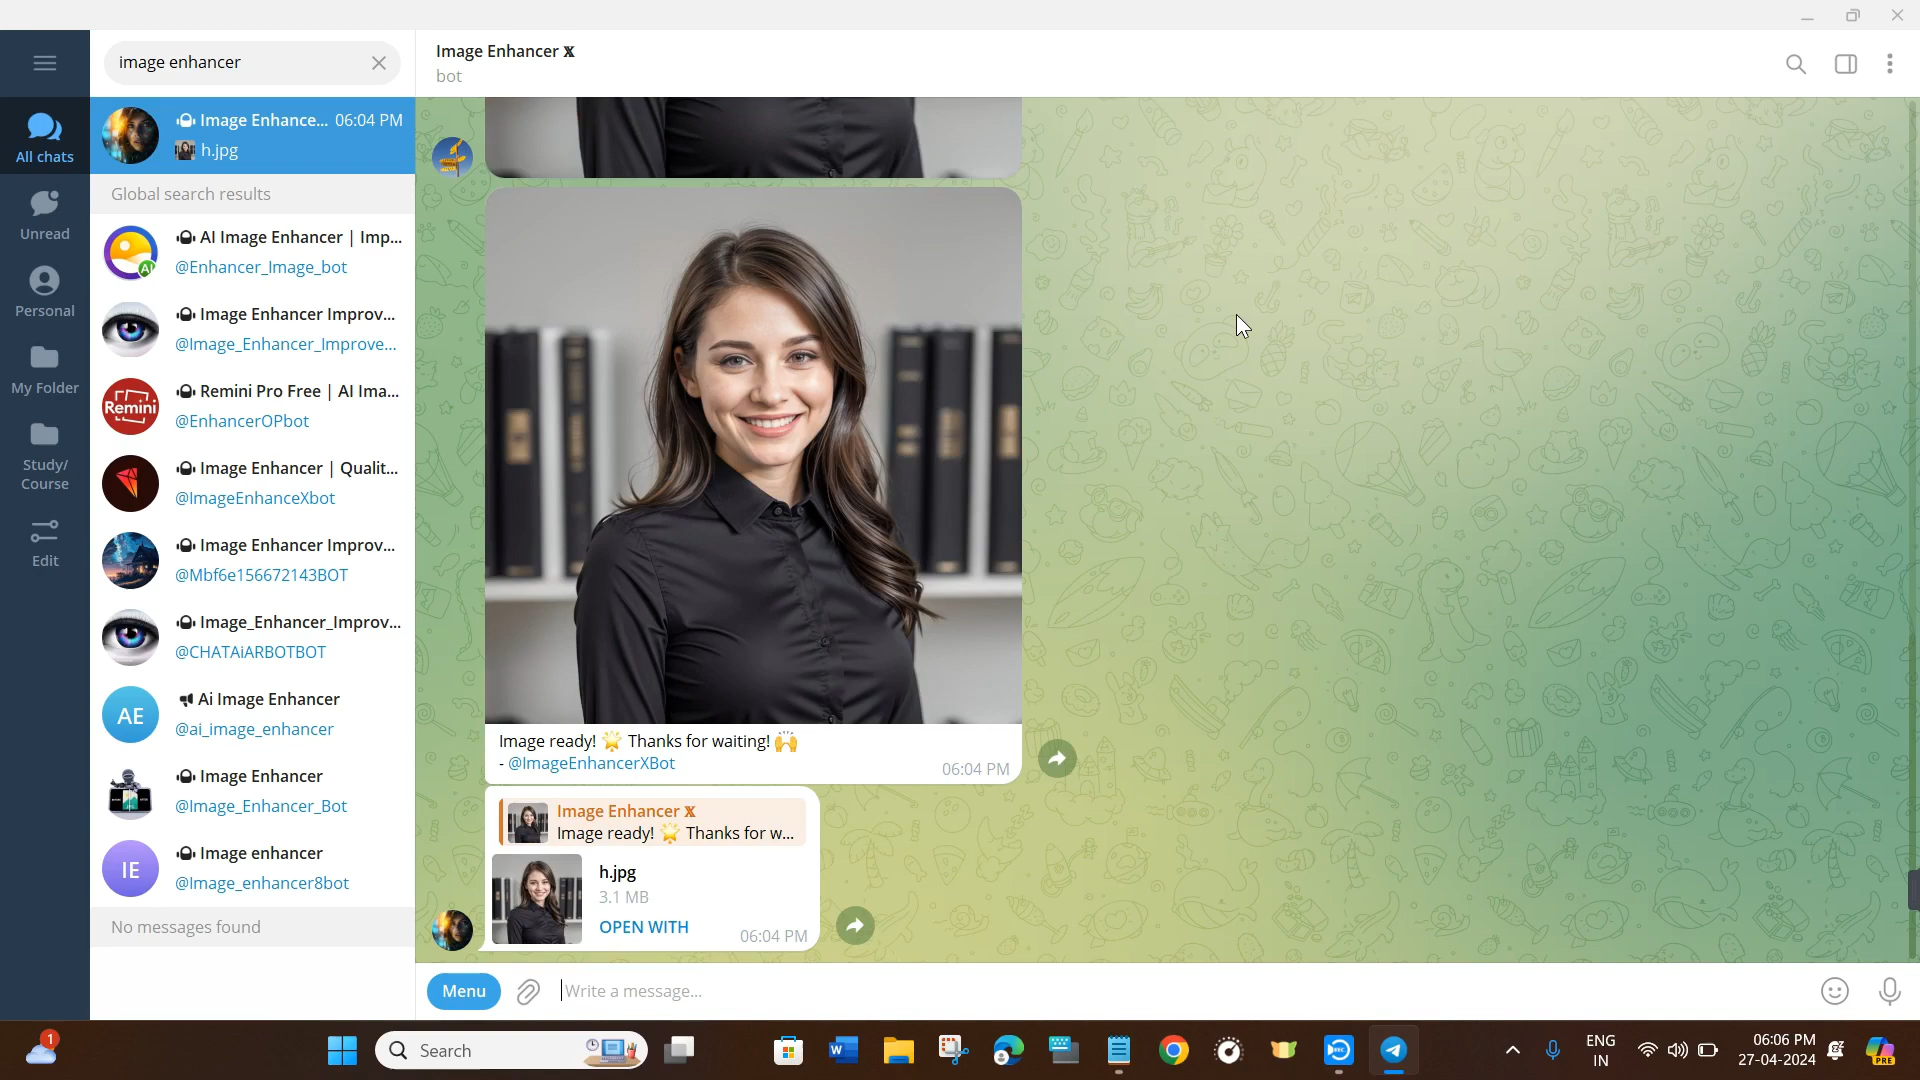 image enhancer
Image Enhancer X
bot
All chats
Unread
Personal
My Folder
Study/
Course
Edit
Image Enhance... 06:04 PM
h.jpg
Global search results
AI Image Enhancer | Imp...
@Enhancer_Image_bot
Image Enhancer Improv...
@Image_Enhancer_Improve...
Remini
Remini Pro Free | AI Ima...
@EnhancerOPbot
Image Enhancer | Qualit...
@ImageEnhanceXbot
Image Enhancer Improv...
@Mbf6e156672143BOT
Image_Enhancer_Improv...
@CHATAiARBOTBOT
AE
Ai Image Enhancer
@ai_image_enhancer
Image Enhancer
@Image_Enhancer_Bot
IE
Image enhancer
@Image_enhancer8bot
No messages found
Image ready! 🌟 Thanks for waiting! 🙌
- @ImageEnhancerXBot
06:04 PM
Image Enhancer X
Image ready! 🌟 Thanks for w...
h.jpg
3.1 MB
OPEN WITH
06:04 PM
Menu
Write a message...
1
Search
ENG
IN
06:06 PM
27-04-2024
PRE